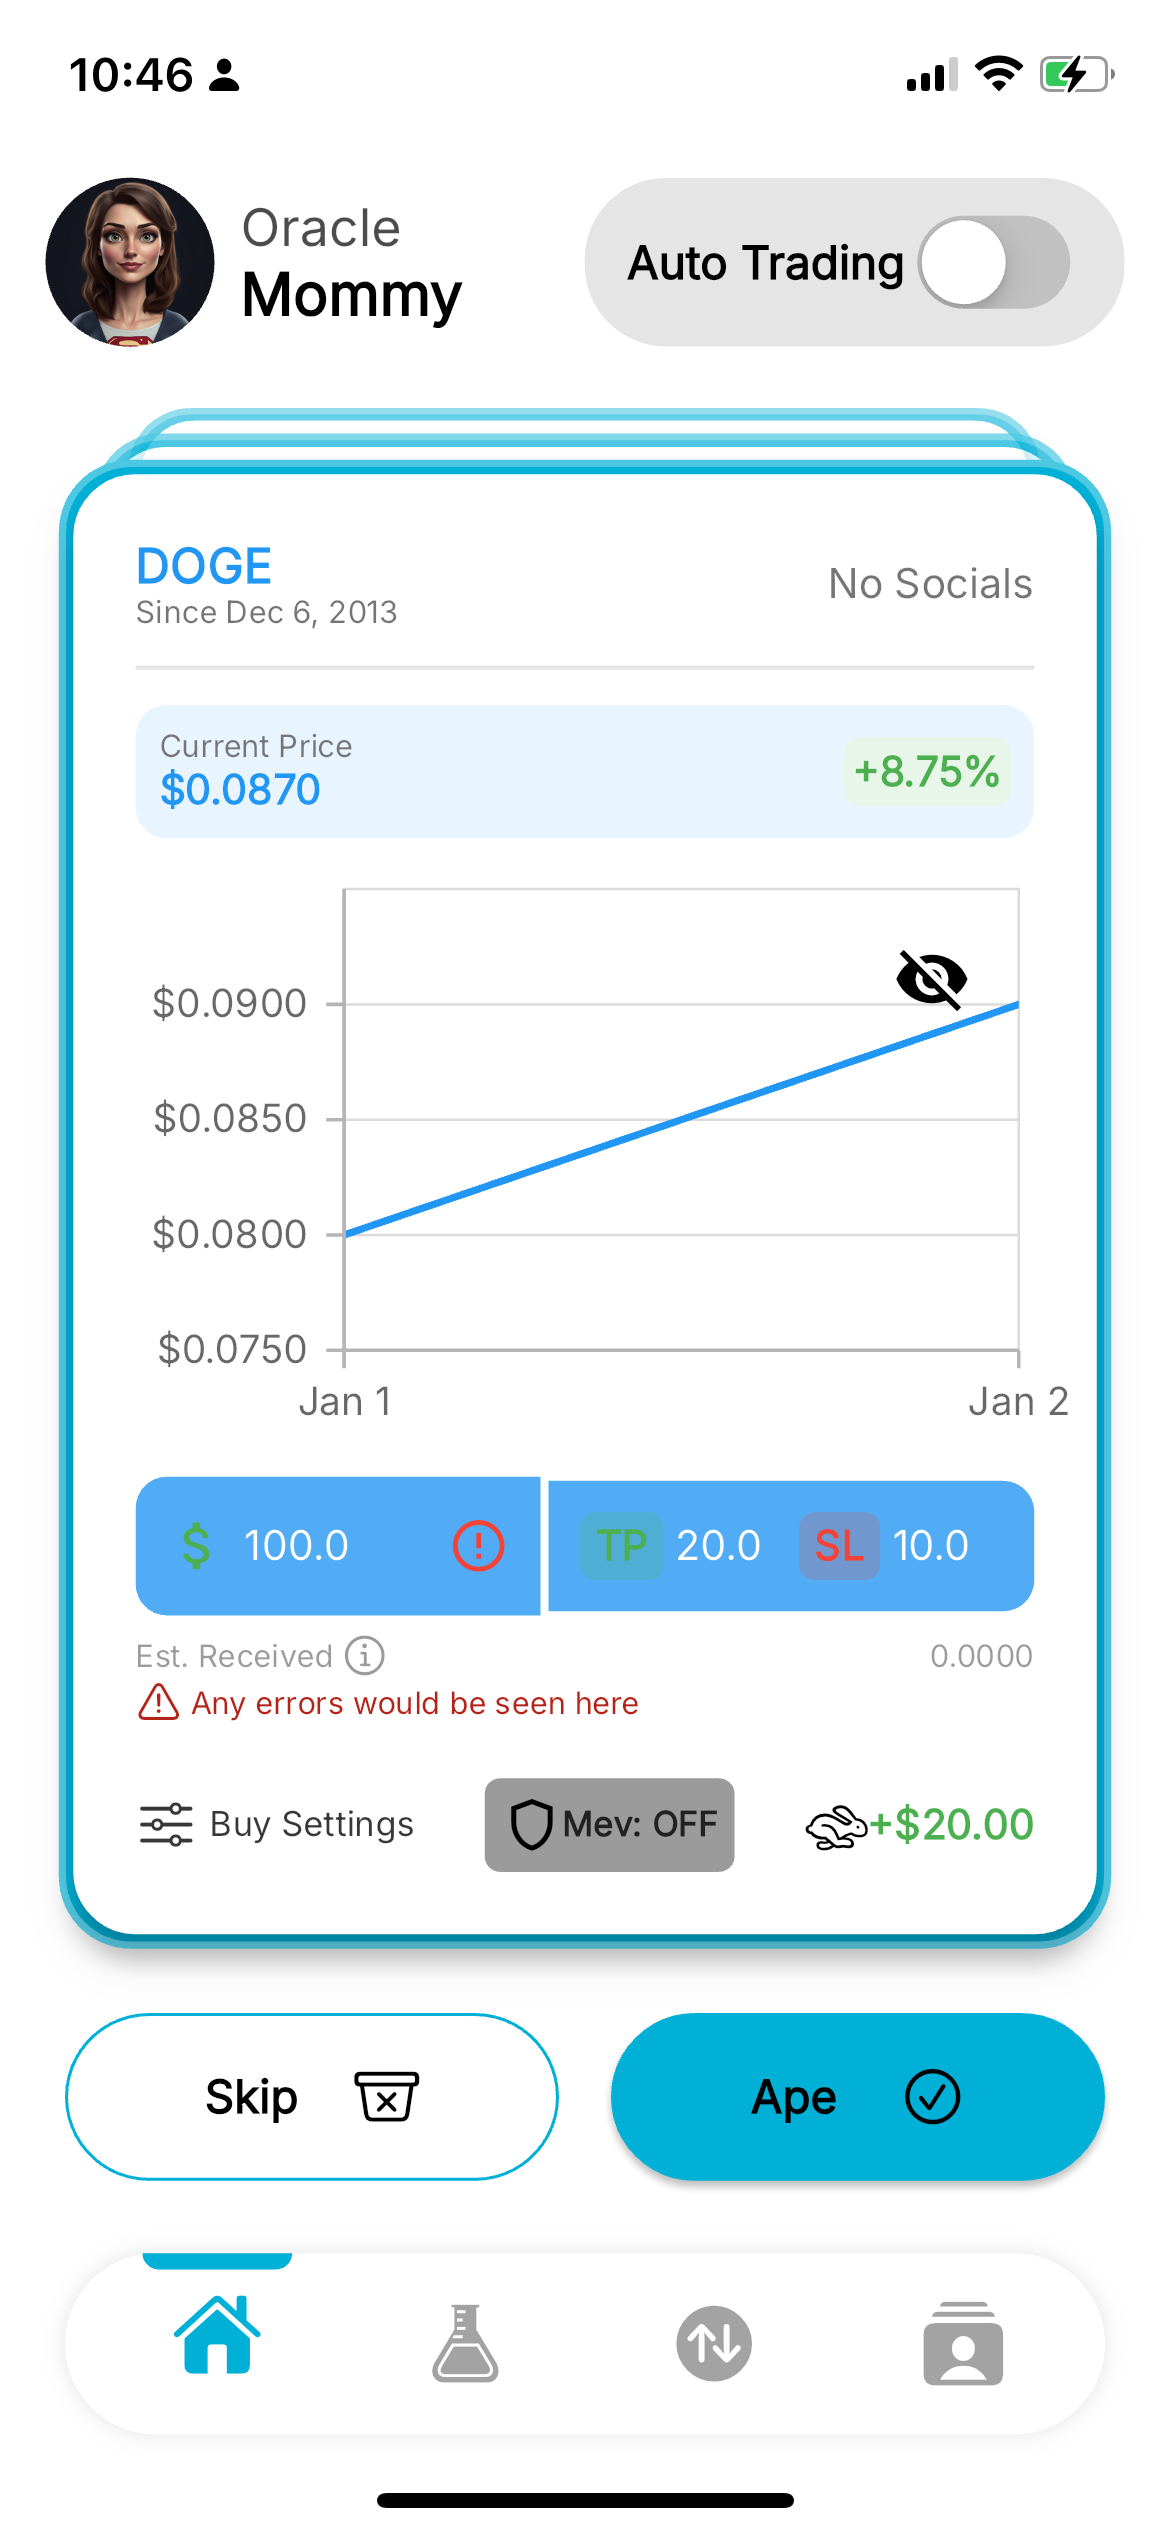 10:46
Oracle
Mommy
Auto Trading
DOGE
Since Dec 6, 2013
No Socials
Current Price
$0.0870
+8.75%
$0.0900
$0.0850
$0.0800
$0.0750
Jan 1
Jan 2
$ 100.0
TP 20.0 SL 10.0
Est. Received
0.0000
Any errors would be seen here
Buy Settings
Mev: OFF
+$20.00
Skip
Ape